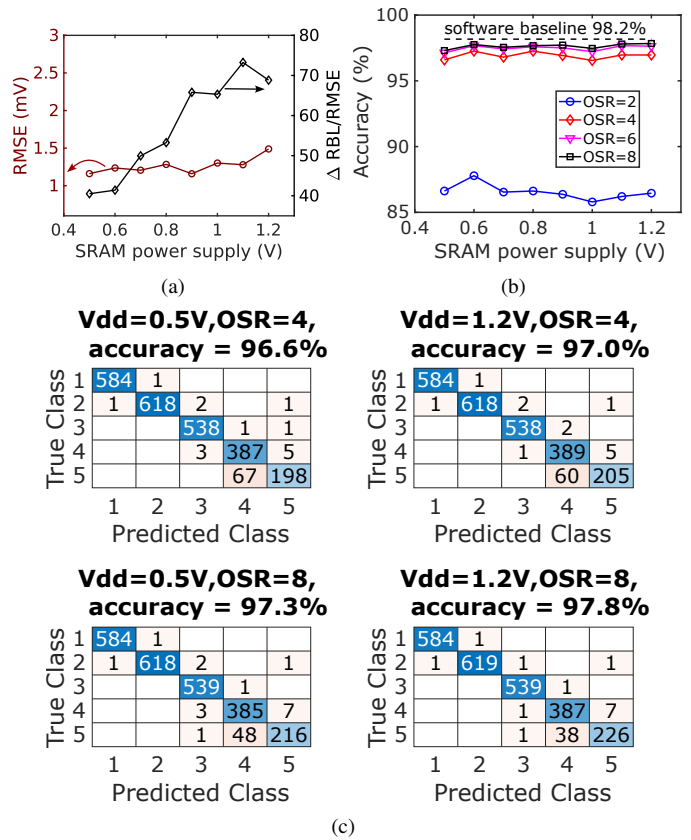 3
2.5
2
1.5
1
RMSE (mV)
80
70
60
50
40
Δ RBL/RMSE
0.4 0.6 0.8 1 1.2
SRAM power supply (V)
(a)
software baseline 98.2%
100
95
90
85
Accuracy (%)
OSR=2
OSR=4
OSR=6
OSR=8
0.4 0.6 0.8 1 1.2
SRAM power supply (V)
(b)
Vdd=0.5V,OSR=4,
accuracy = 96.6%
True Class
1 584 1
2 1 618 2 1
3 538 1 1
4 3 387 5
5 67 198
1 2 3 4 5
Predicted Class
Vdd=1.2V,OSR=4,
accuracy = 97.0%
True Class
1 584 1
2 1 618 2 1
3 538 2
4 1 389 5
5 60 205
1 2 3 4 5
Predicted Class
Vdd=0.5V,OSR=8,
accuracy = 97.3%
True Class
1 584 1
2 1 618 2 1
3 539 1
4 3 385 7
5 1 48 216
1 2 3 4 5
Predicted Class
Vdd=1.2V,OSR=8,
accuracy = 97.8%
True Class
1 584 1
2 1 619 1 1
3 539 1
4 1 387 7
5 1 38 226
1 2 3 4 5
Predicted Class
(c)